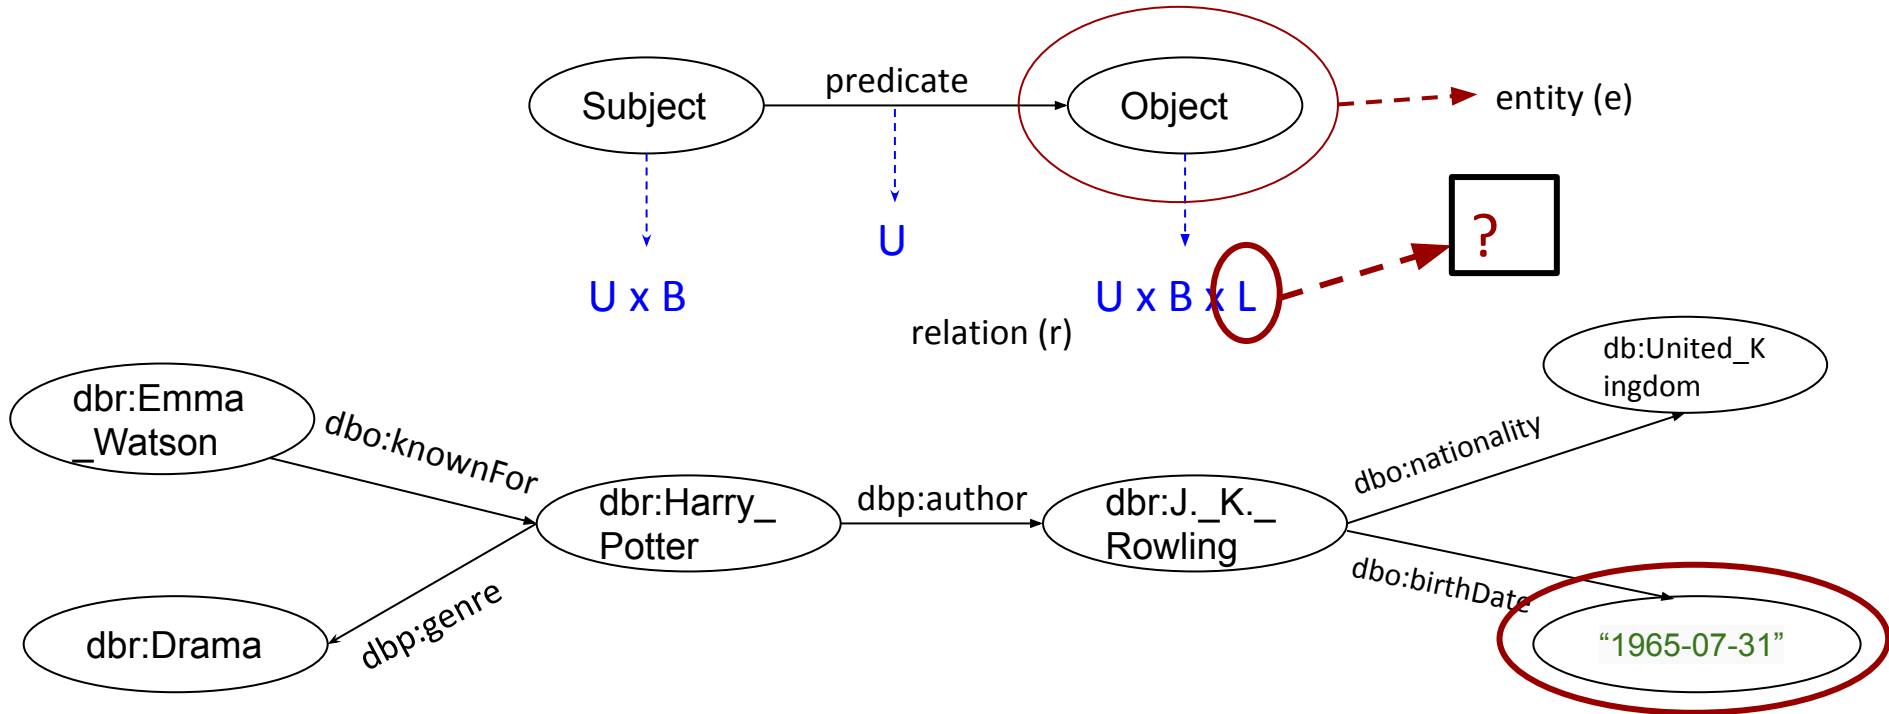 predicate
Subject
Object
entity (e)
U
?
U x B
U x B x L
relation (r)
db:United_K
ingdom
dbr:Emma
_Watson
dbo:knownFor
dbo:nationality
dbr:Harry_
Potter
dbp:author
dbr:J._K._
Rowling
dbo:birthDate
dbp:genre
dbr:Drama
“1965-07-31”